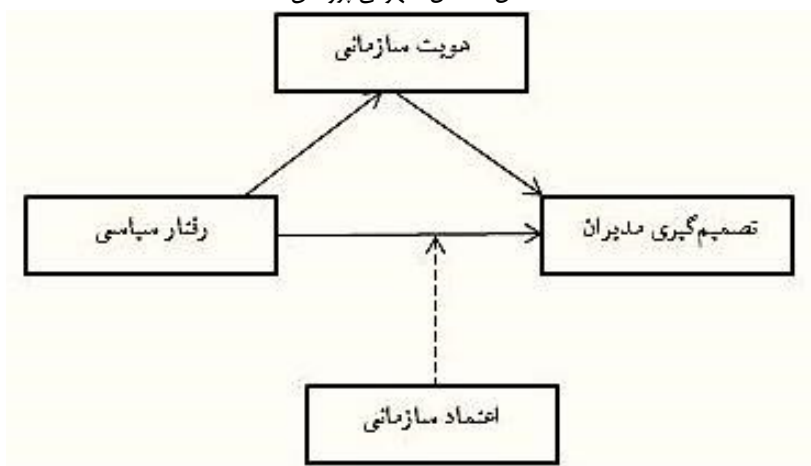 هویت سازمانی
تصمیم‌گیری مدیران
رفتار سیاسی
اعتماد سازمانی